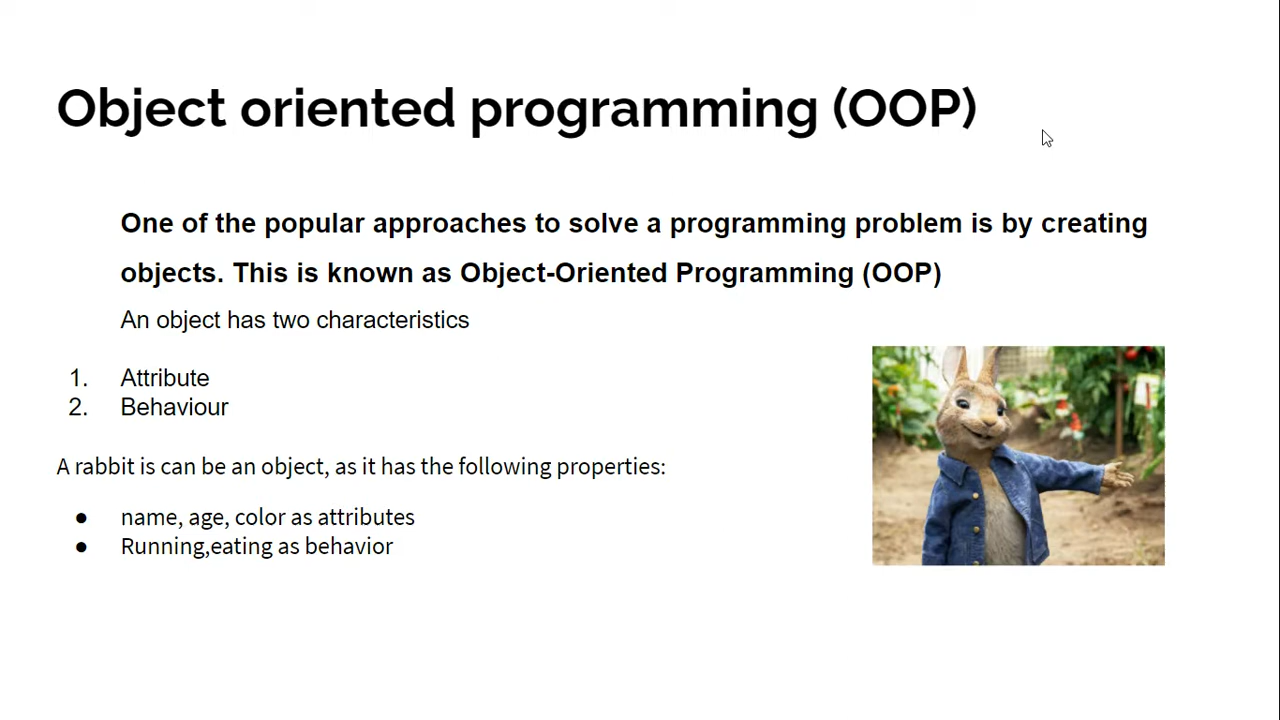 Object oriented programming (OOP)
One of the popular approaches to solve a programming problem is by creating
objects. This is known as Object-Oriented Programming (OOP)
An object has two characteristics
1. Attribute
2. Behaviour
A rabbit is can be an object, as it has the following properties:
● name, age, color as attributes
● Running,eating as behavior